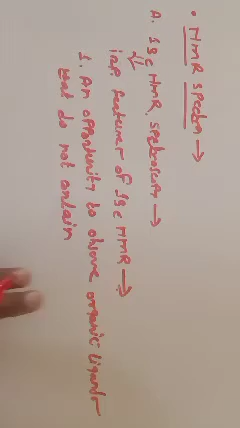 • NMR spectra →
A. 13c NMR spectroscopy →
imp features of 13c NMR →
1. An opportunity to observe organic ligands
that do not contain